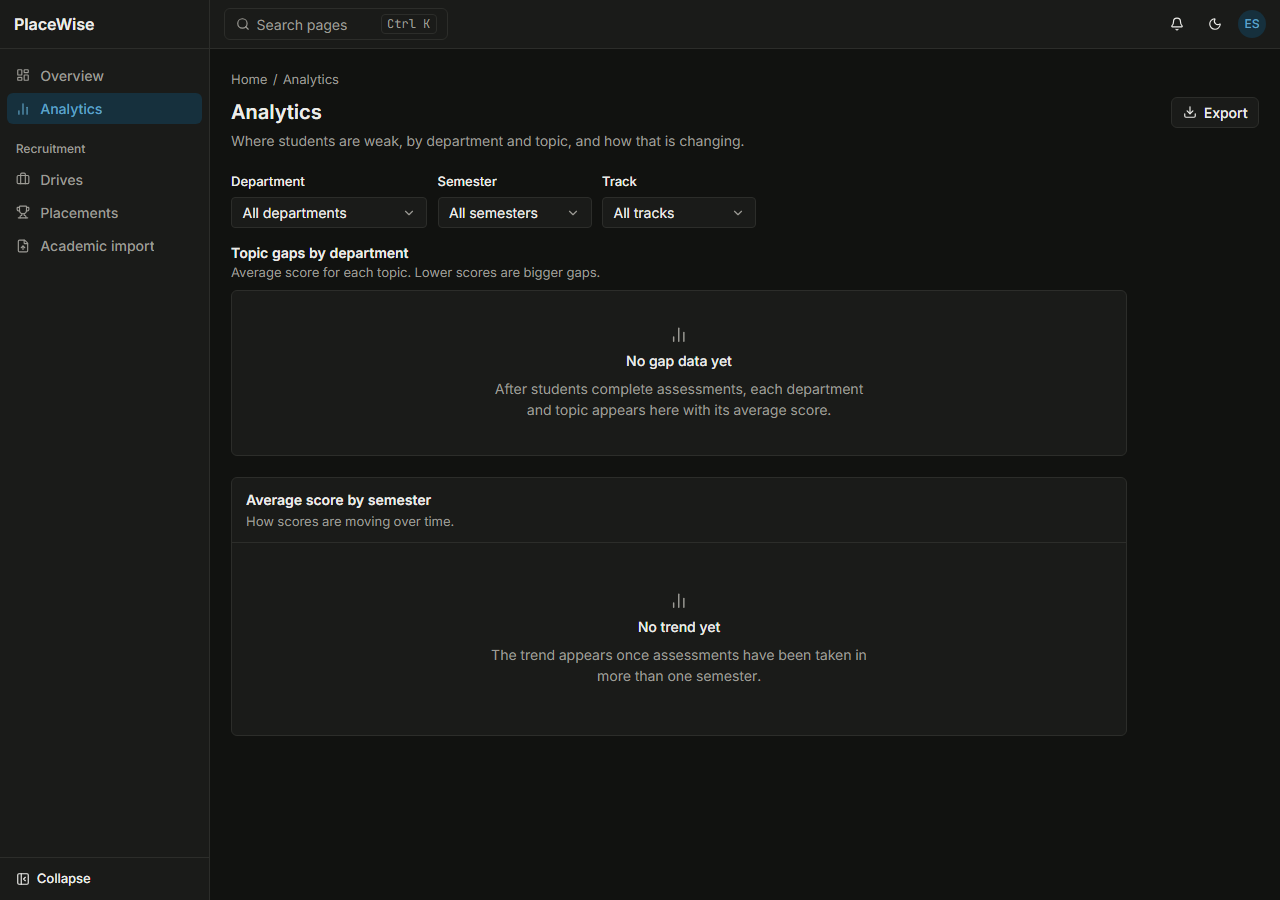 PlaceWise
Search pages
Ctrl K
ES
Overview
Analytics
Recruitment
Drives
Placements
Academic import
Collapse
Home / Analytics
Analytics
Export
Where students are weak, by department and topic, and how that is changing.
Department
Semester
Track
All departments
All semesters
All tracks
Topic gaps by department
Average score for each topic. Lower scores are bigger gaps.
No gap data yet
After students complete assessments, each department
and topic appears here with its average score.
Average score by semester
How scores are moving over time.
No trend yet
The trend appears once assessments have been taken in
more than one semester.